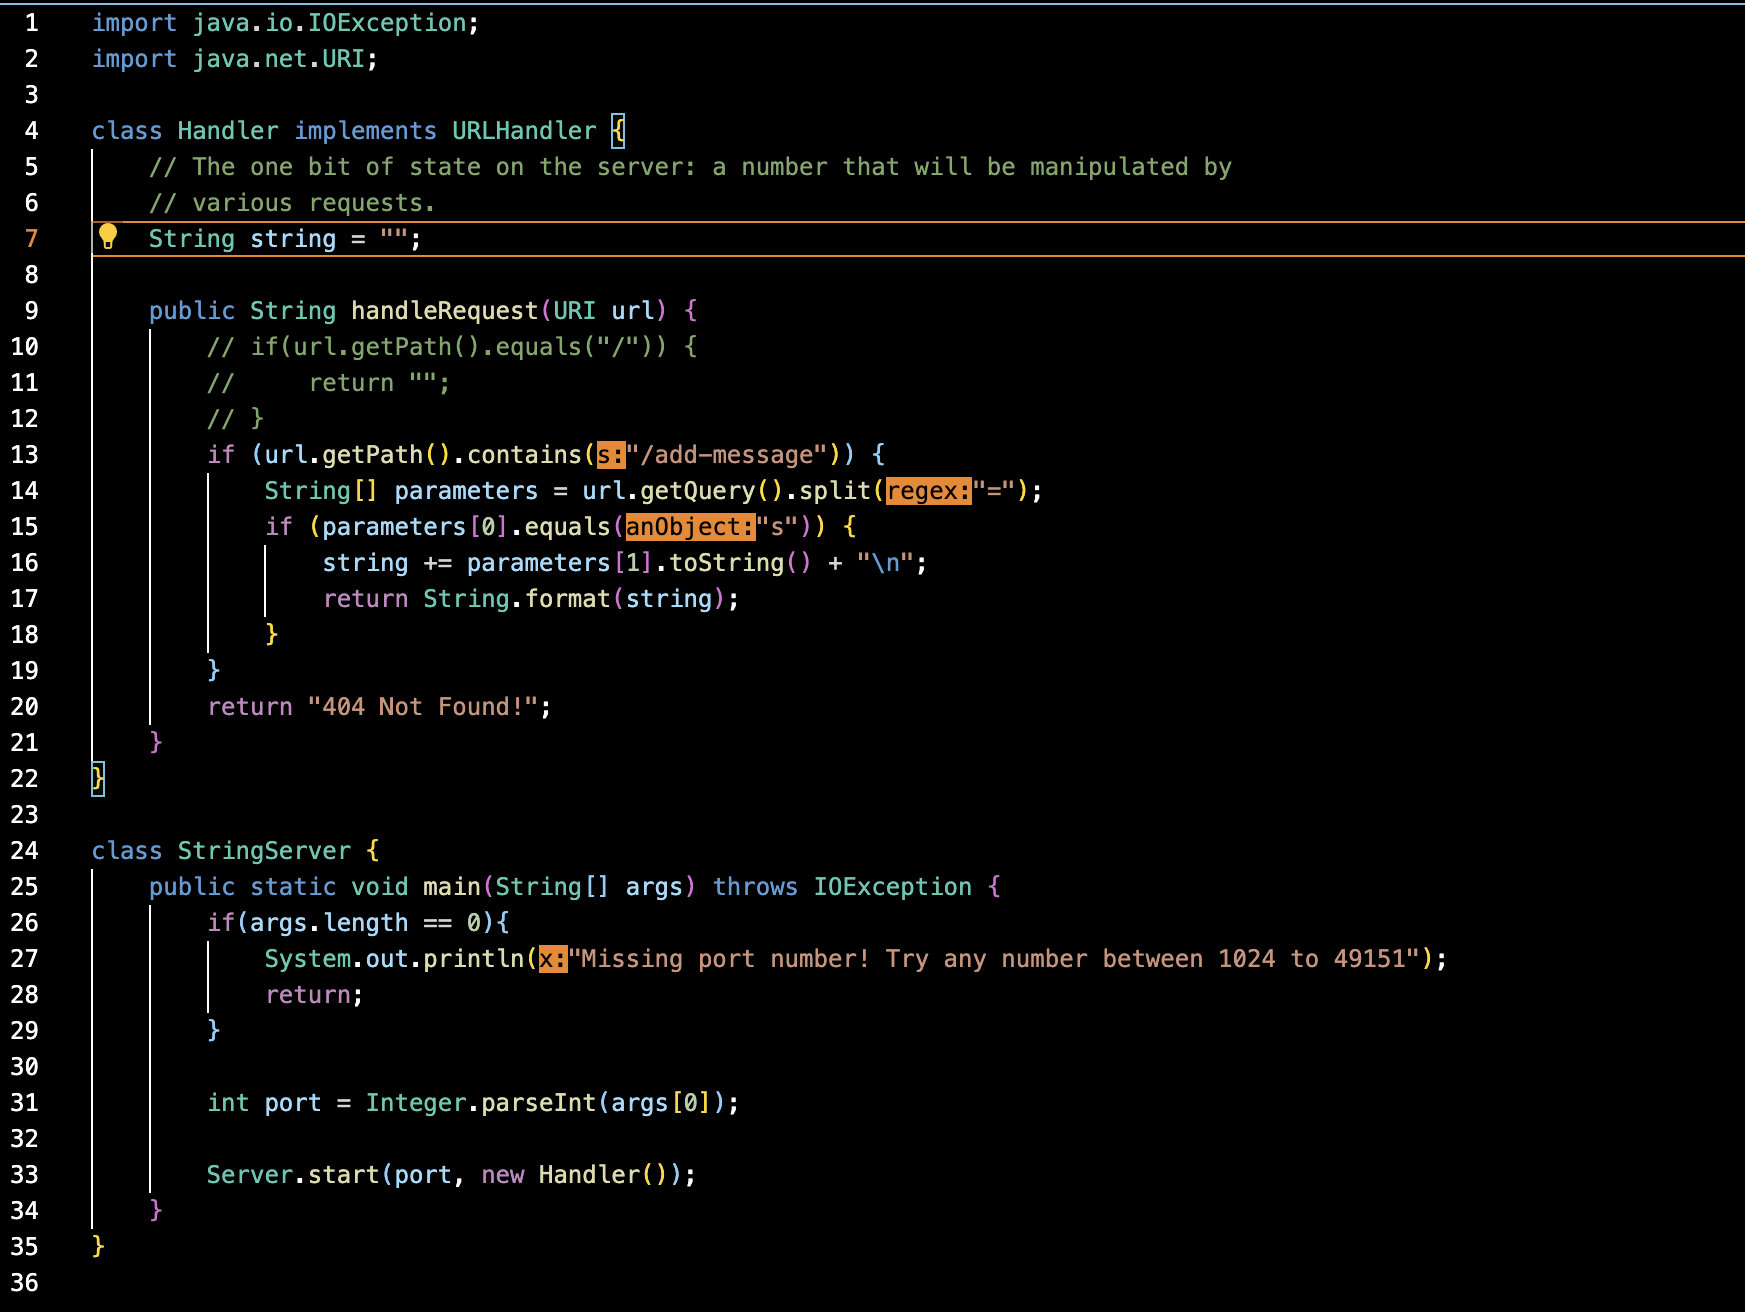 1 import java.io.IOException;
2 import java.net.URI;
3
4 class Handler implements URLHandler {
5     // The one bit of state on the server: a number that will be manipulated by
6     // various requests.
7     String string = "";
8
9     public String handleRequest(URI url) {
10         // if(url.getPath().equals("/")) {
11         //     return "";
12         // }
13         if (url.getPath().contains(s:"/add-message")) {
14             String[] parameters = url.getQuery().split(regex:"=");
15             if (parameters[0].equals(anObject:"s")) {
16                 string += parameters[1].toString() + "\n";
17                 return String.format(string);
18             }
19         }
20         return "404 Not Found!";
21     }
22 }
23
24 class StringServer {
25     public static void main(String[] args) throws IOException {
26         if(args.length == 0){
27             System.out.println(x:"Missing port number! Try any number between 1024 to 49151");
28             return;
29         }
30
31         int port = Integer.parseInt(args[0]);
32
33         Server.start(port, new Handler());
34     }
35 }
36